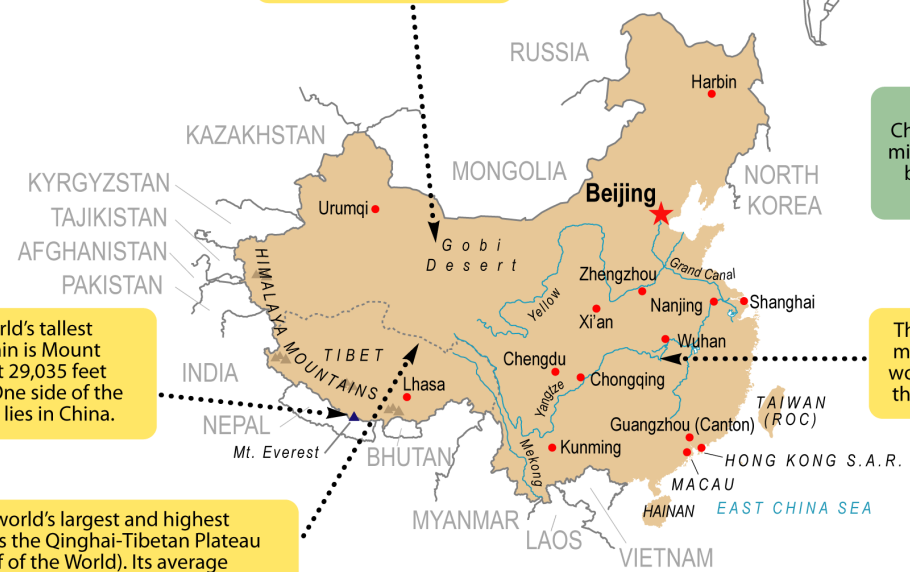 RUSSIA
Harbin
KAZAKHSTAN
MONGOLIA
NORTH
KOREA
KYRGYZSTAN
TAJIKISTAN
AFGHANISTAN
PAKISTAN
Urumqi
Beijing
Gobi
Desert
HIMALAYA MOUNTAINS
Zhengzhou
Grand Canal
Yellow
Nanjing
Shanghai
Xi'an
Wuhan
TIBET
Chengdu
Chongqing
Yangtze
Lhasa
INDIA
NEPAL
Mt. Everest
BHUTAN
Mekong
Kunming
Guangzhou (Canton)
TAIWAN
(ROC)
HONG KONG S.A.R.
MACAU
HAINAN
EAST CHINA SEA
MYANMAR
LAOS
VIETNAM
rld's tallest
in is Mount
t 29,035 feet
One side of the
lies in China.
world's largest and highest
s the Qinghai-Tibetan Plateau
f of the World). Its average
Ch
mi
b
Th
m
wo
th